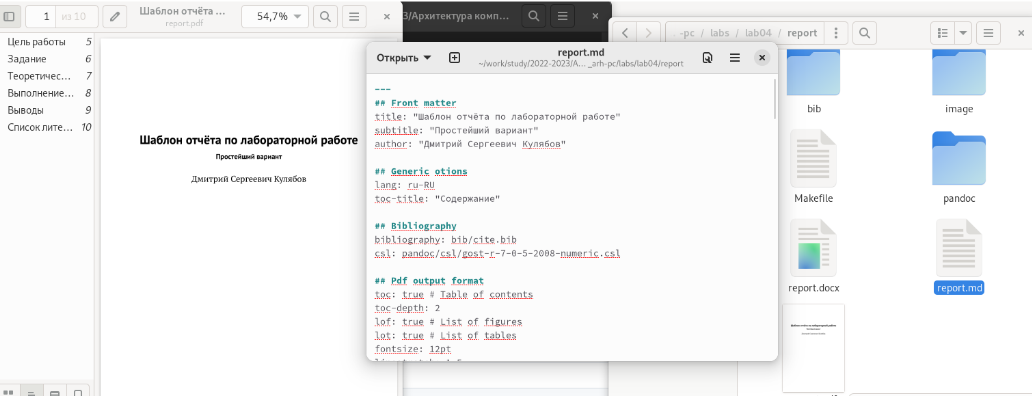 1 из 10
Шаблон отчёта ...
report.pdf
54,7%
Цель работы 5
Задание 6
Теоретичес... 7
Выполнение... 8
Выводы 9
Список лите... 10
Шаблон отчёта по лабораторной работе
Простейший вариант
Дмитрий Сергеевич Кулябов
3/Архитектура комп...
Открыть
report.md
~/work/study/2022-2023/А... _arh-pc/labs/lab04/report
---
## Front matter
title: "Шаблон отчёта по лабораторной работе"
subtitle: "Простейший вариант"
author: "Дмитрий Сергеевич Кулябов"
## Generic otions
lang: ru-RU
toc-title: "Содержание"
## Bibliography
bibliography: bib/cite.bib
csl: pandoc/csl/gost-r-7-0-5-2008-numeric.csl
## Pdf output format
toc: true # Table of contents
toc-depth: 2
lof: true # List of figures
lot: true # List of tables
fontsize: 12pt
-pc / labs / lab04 / report
bib
image
Makefile
pandoc
report.docx
report.md
Шаблон отчёта по лабораторной работе